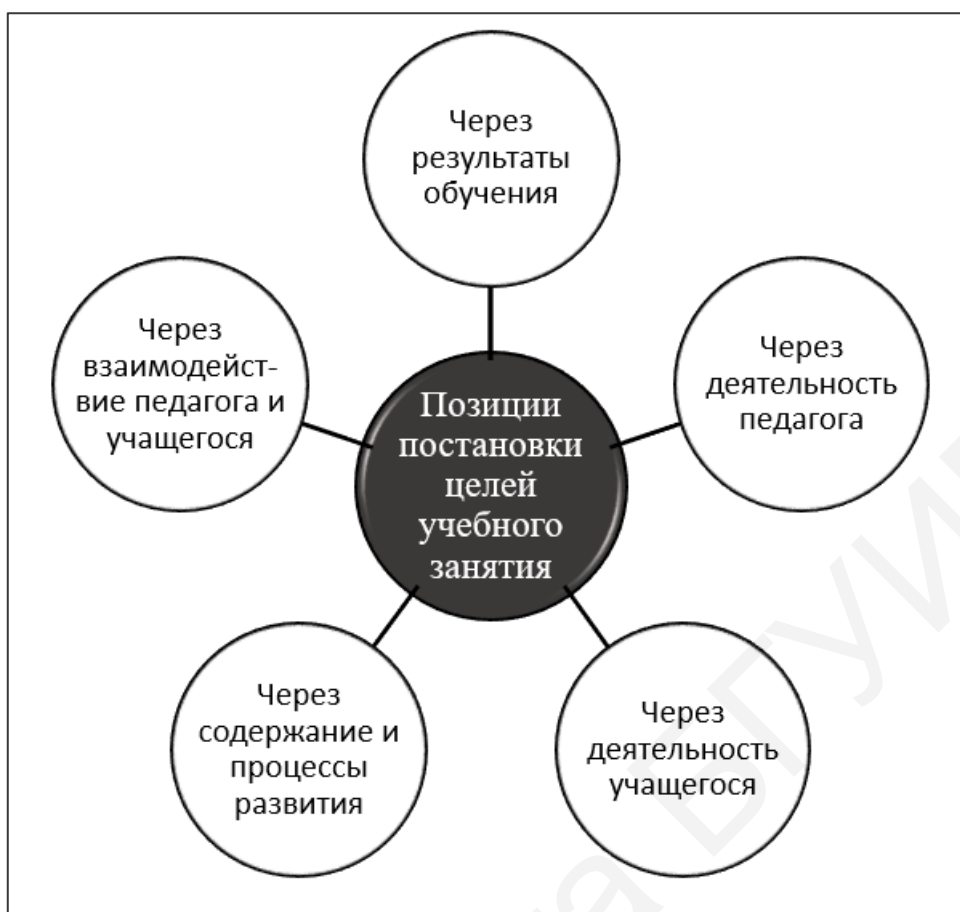 Через
результаты
обучения
Через
взаимодейст-
вие педагога и
учащегося
Через
деятельность
педагога
Позиции
постановки
целей
учебного
занятия
Через
содержание и
процессы
развития
Через
деятельность
учащегося